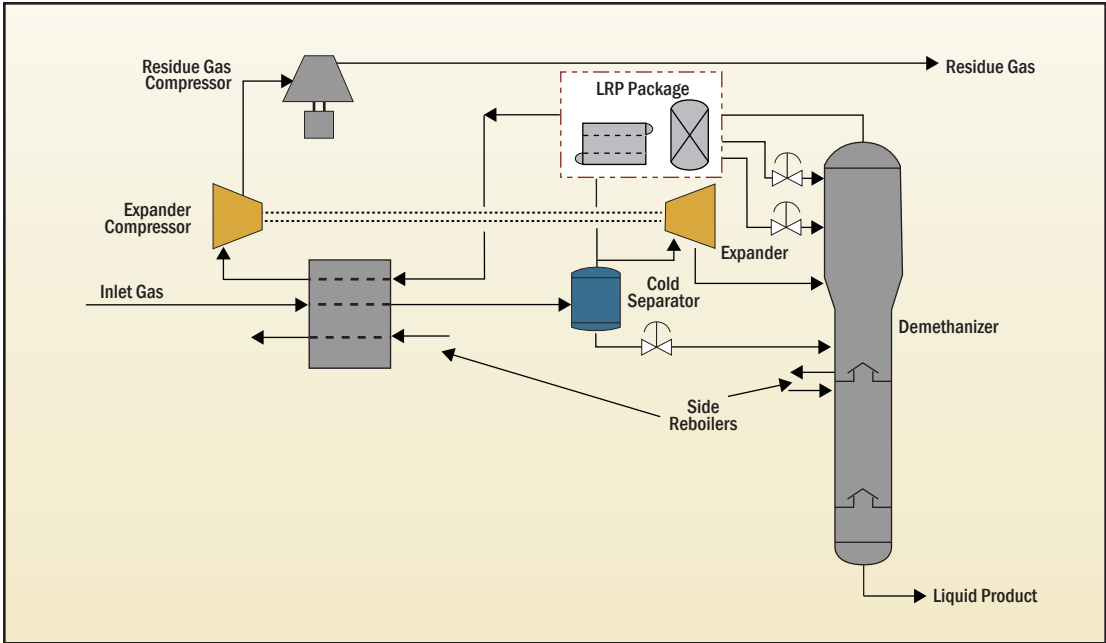 Residue Gas
Compressor
Residue Gas
LRP Package
Expander
Compressor
Expander
Inlet Gas
Cold
Separator
Demethanizer
Side
Reboilers
Liquid Product